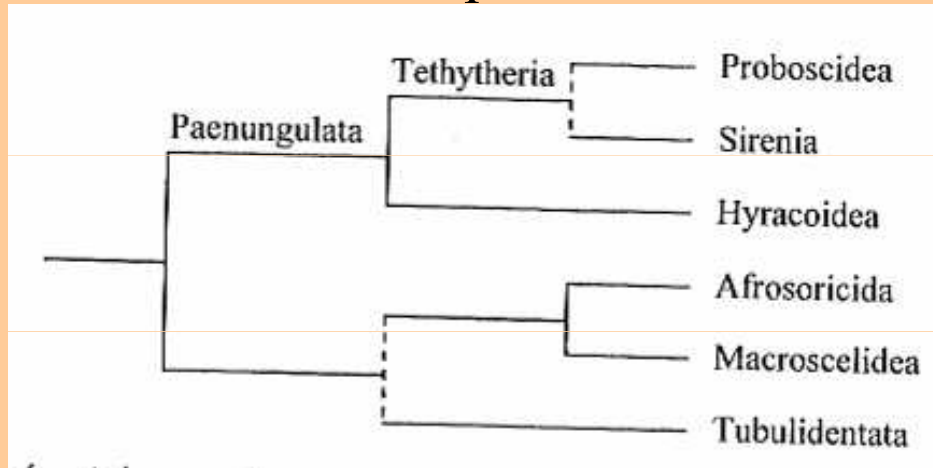 Tethytheria
Proboscidea
Paenungulata
Sirenia
Hyracoidea
Afrosoricida
Macroscelidea
Tubulidentata